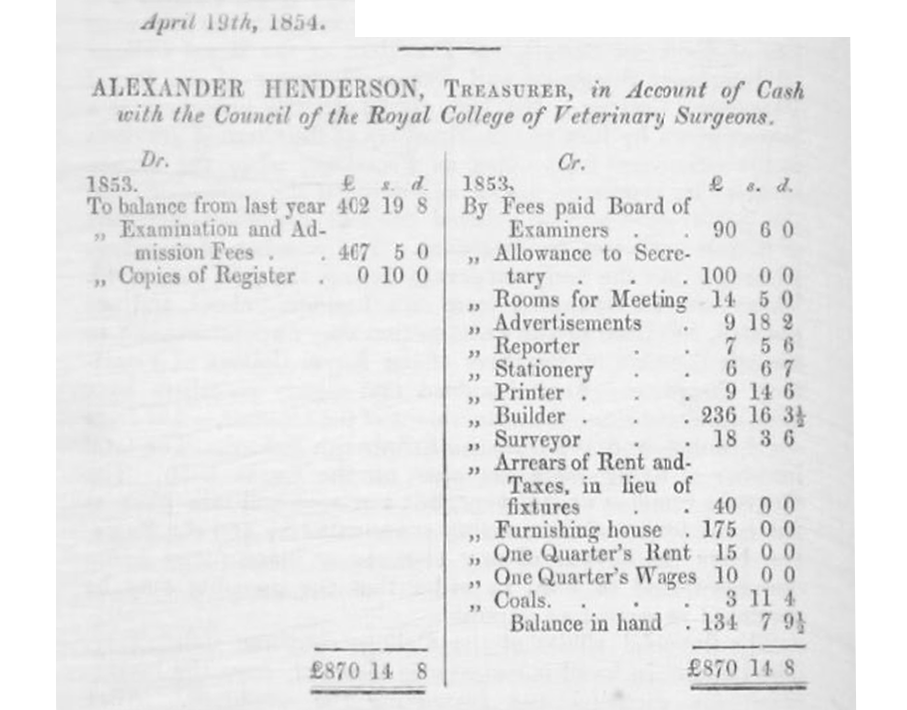 April 19th, 1854.
ALEXANDER HENDERSON, TREASURER, in Account of Cash
with the Council of the Royal College of Veterinary Surgeons.
Dr.
1853. £ s. d.
To balance from last year 402 19 8
„ Examination and Ad-
mission Fees . . 467 5 0
„ Copies of Register . 0 10 0
£870 14 8
Cr.
1853. £ s. d.
By Fees paid Board of
Examiners . . 90 6 0
„ Allowance to Secre-
tary . . . 100 0 0
„ Rooms for Meeting . 14 5 0
„ Advertisements . 9 18 2
„ Reporter . . 7 5 6
„ Stationery . . 6 6 7
„ Printer . . . 9 14 6
„ Builder . . . 236 16 3½
„ Surveyor . . 18 3 6
„ Arrears of Rent and-
Taxes, in lieu of
fixtures . . 40 0 0
„ Furnishing house . 175 0 0
„ One Quarter's Rent 15 0 0
„ One Quarter's Wages 10 0 0
„ Coals. . . . . 3 11 4
Balance in hand . 134 7 9½
£870 14 8